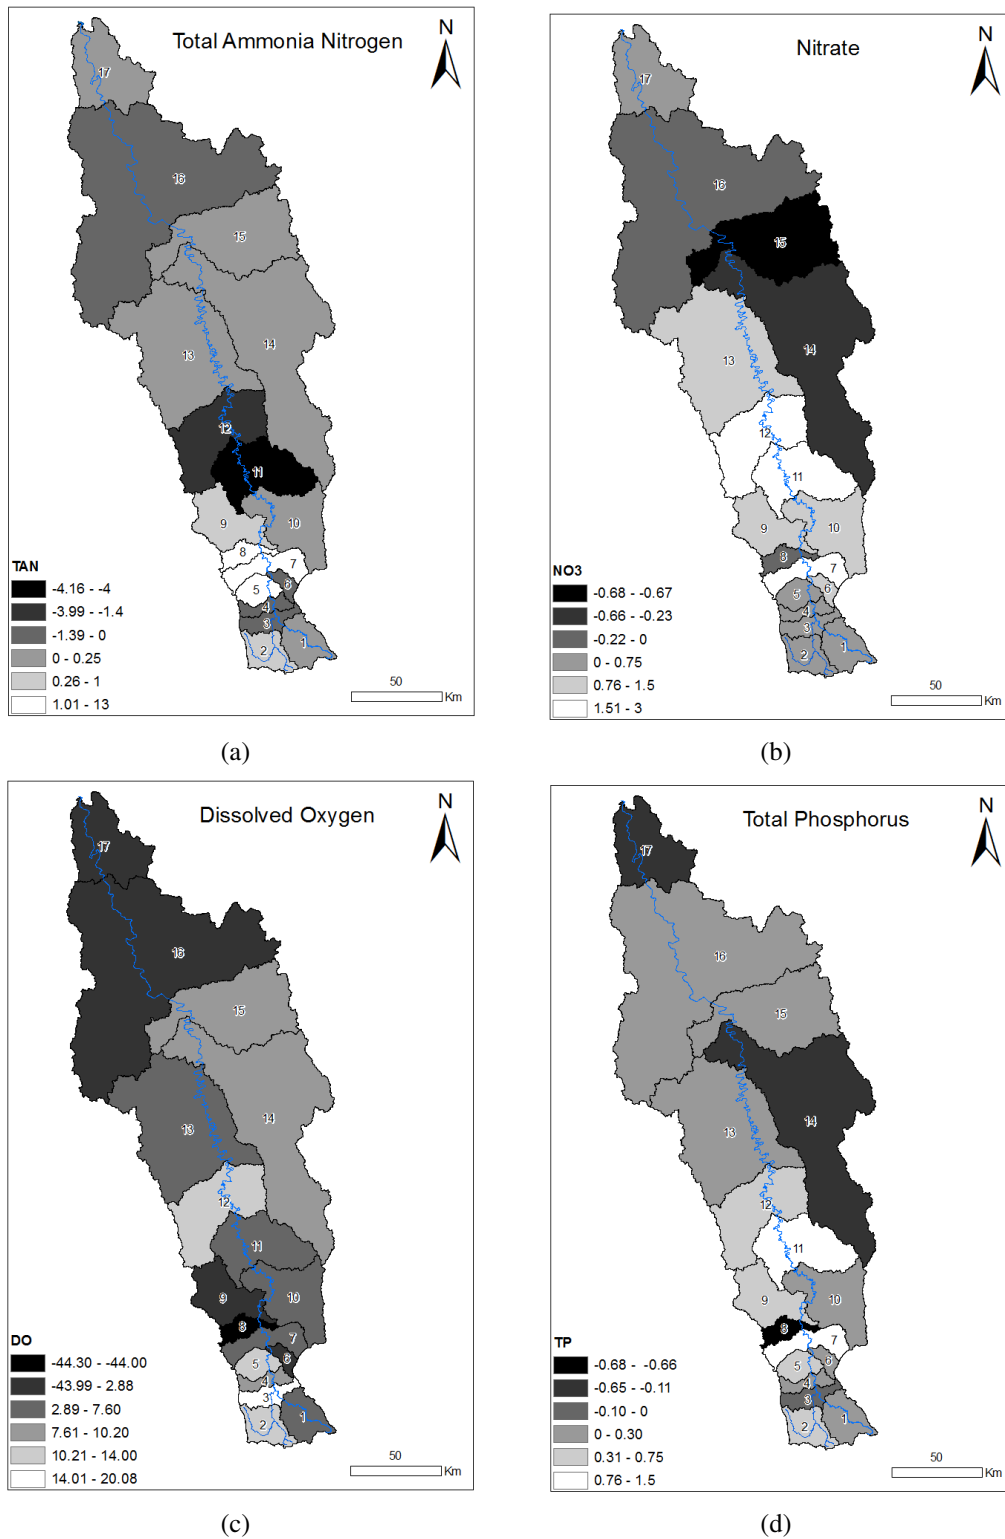 Total Ammonia Nitrogen
N
17
16
15
14
13
12
11
10
9
8
7
6
5
4
3
2
1
TAN
-4.16 - -4
-3.99 - -1.4
-1.39 - 0
0 - 0.25
0.26 - 1
1.01 - 13
50
Km
(a)
Nitrate
N
17
16
15
14
13
12
11
10
9
8
7
6
5
4
3
2
1
NO3
-0.68 - -0.67
-0.66 - -0.23
-0.22 - 0
0 - 0.75
0.76 - 1.5
1.51 - 3
50
Km
(b)
Dissolved Oxygen
N
17
16
15
14
13
12
11
10
9
8
7
6
5
4
3
2
1
DO
-44.30 - -44.00
-43.99 - 2.88
2.89 - 7.60
7.61 - 10.20
10.21 - 14.00
14.01 - 20.08
50
Km
(c)
Total Phosphorus
N
17
16
15
14
13
12
11
10
9
8
7
6
5
4
3
2
1
TP
-0.68 - -0.66
-0.65 - -0.11
-0.10 - 0
0 - 0.30
0.31 - 0.75
0.76 - 1.5
50
Km
(d)